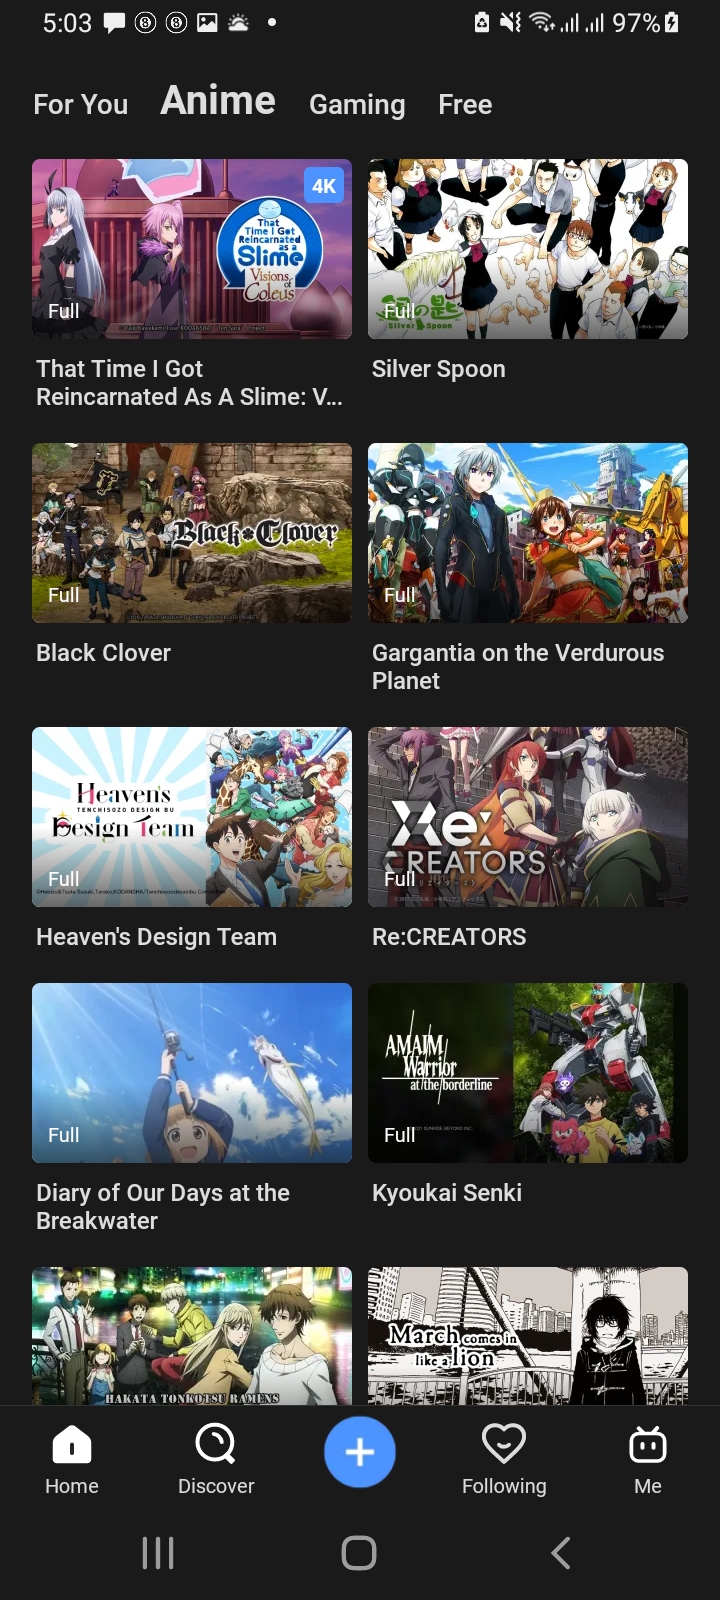 5:03
97%
For You
Anime
Gaming
Free
4K
That
Time I Got
Reincarnated
as a
Slime
Visions
of
Coleus
Full
Full
Silver Spoon
That Time I Got
Reincarnated As A Slime: V...
Silver Spoon
Black Clover
Full
Full
Black Clover
Gargantia on the Verdurous
Planet
Heaven's
TENCHISOZO DESIGN BU
Design Team
Full
Re:
CREATORS
Full
Heaven's Design Team
Re:CREATORS
Full
AMAIM
Warrior
at the borderline
Full
Diary of Our Days at the
Breakwater
Kyoukai Senki
HAKATA TONKOTSU RAMENS
March comes in
like a lion
Home
Discover
Following
Me